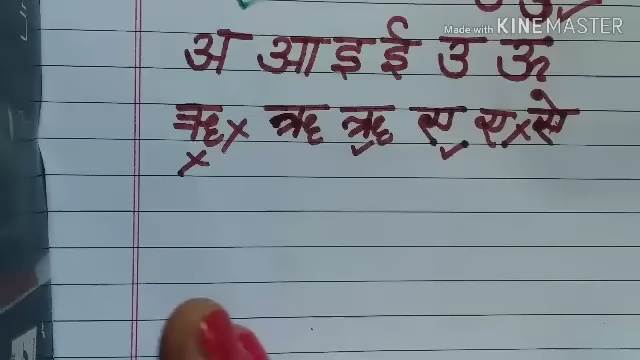 Made with KINEMASTER
अ आ इ ई उ ऊ
ऋ × ऋ ऋ ए ए × ऐ
×